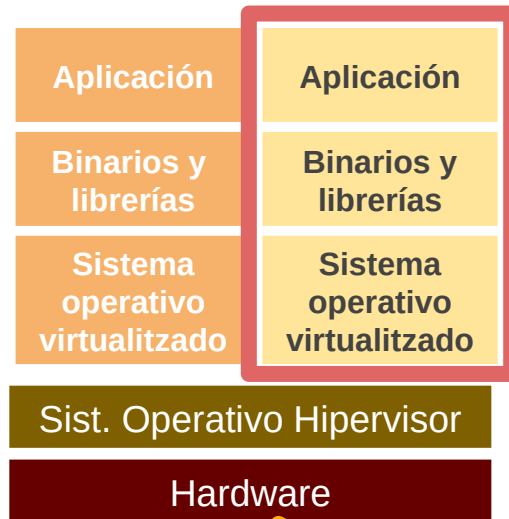 Aplicación
Aplicación
Binarios y
librerías
Binarios y
librerías
Sistema
operativo
virtualitzado
Sistema
operativo
virtualitzado
Sist. Operativo Hipervisor
Hardware